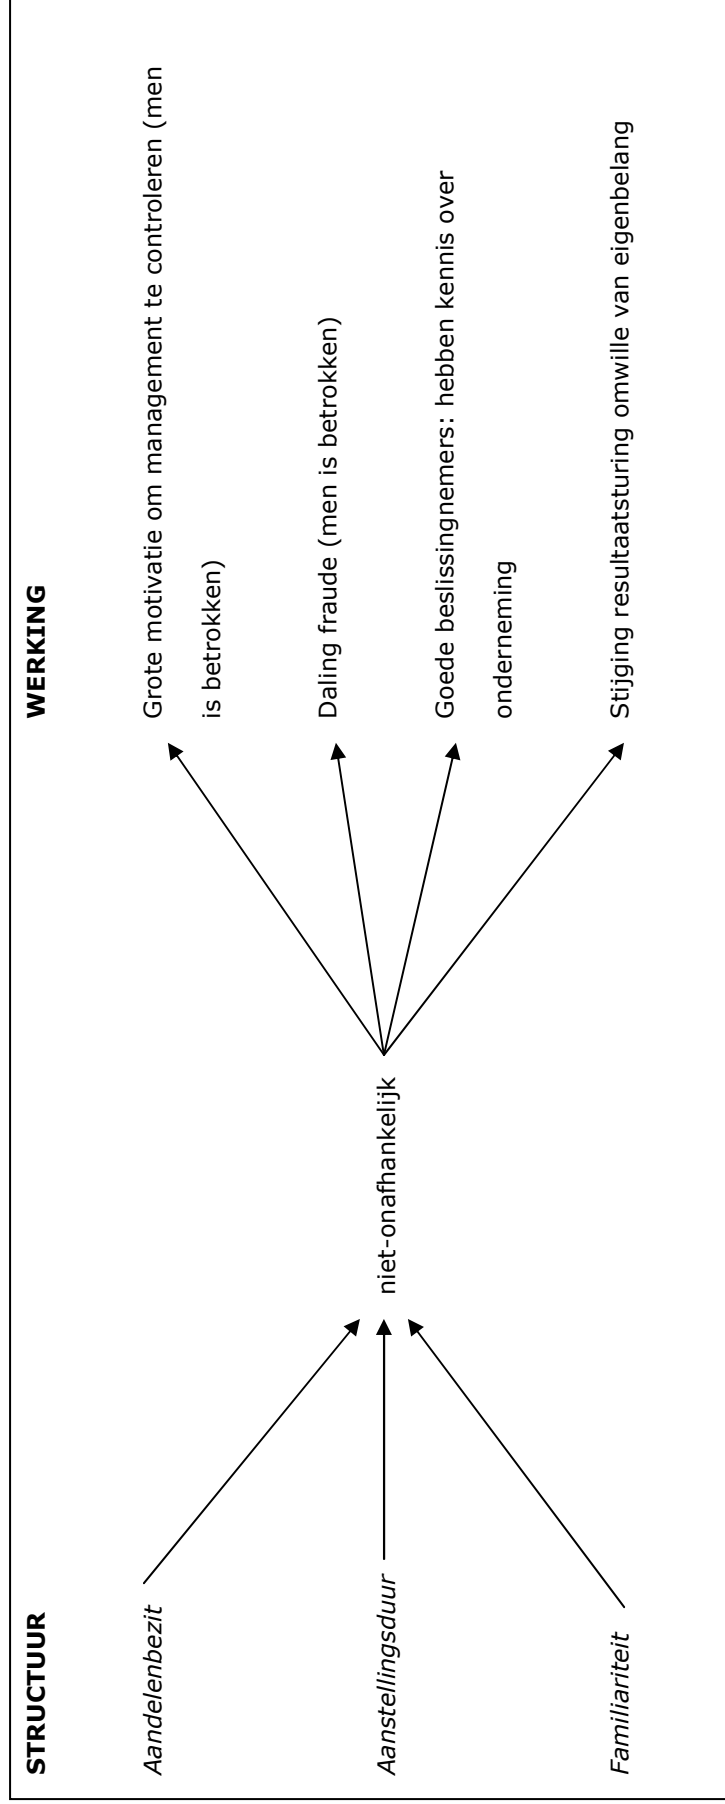 STRUCTUUR
WERKING
Aandelenbezit
Grote motivatie om management te controleren (men
is betrokken)
Daling fraude (men is betrokken)
Aanstellingsduur
niet-onafhankelijk
Goede beslissingnemers: hebben kennis over
onderneming
Familiariteit
Stijging resultaatsturing omwille van eigenbelang